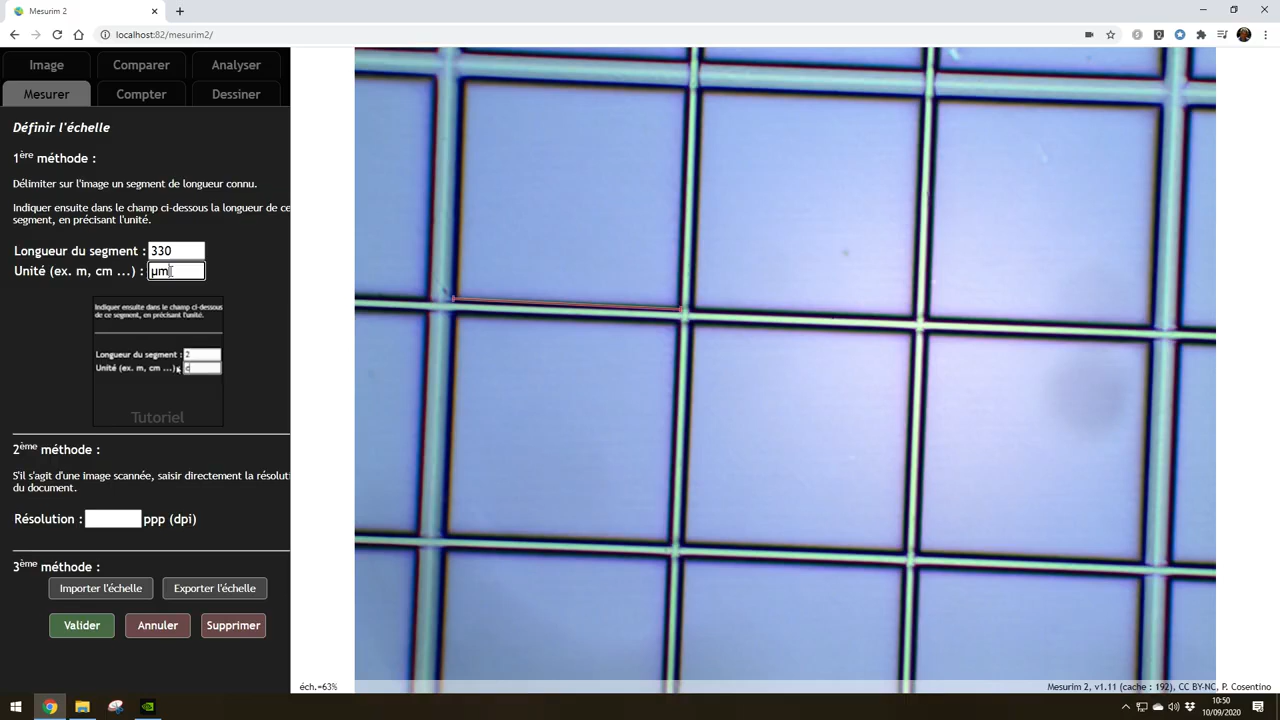 Mesurim 2
localhost:82/mesurim2/
Image
Comparer
Analyser
Mesurer
Compter
Dessiner
Définir l'échelle
1ère méthode :
Délimiter sur l'image un segment de longueur connu.
Indiquer ensuite dans le champ ci-dessous la longueur de ce
segment, en précisant l'unité.
Longueur du segment : 330
Unité (ex. m, cm ...) : µm
Indiquer ensuite dans le champ ci-dessous
de ce segment, en précisant l'unité.
Longueur du segment : 2
Unité (ex. m, cm ...) c
Tutoriel
2ème méthode :
S'il s'agit d'une image scannée, saisir directement la résoluti
du document.
Résolution : ppp (dpi)
3ème méthode :
Importer l'échelle
Exporter l'échelle
Valider
Annuler
Supprimer
éch.=63%
Mesurim 2, v1.11 (cache : 192), CC BY-NC, P. Cosentino
10:50
10/09/2020